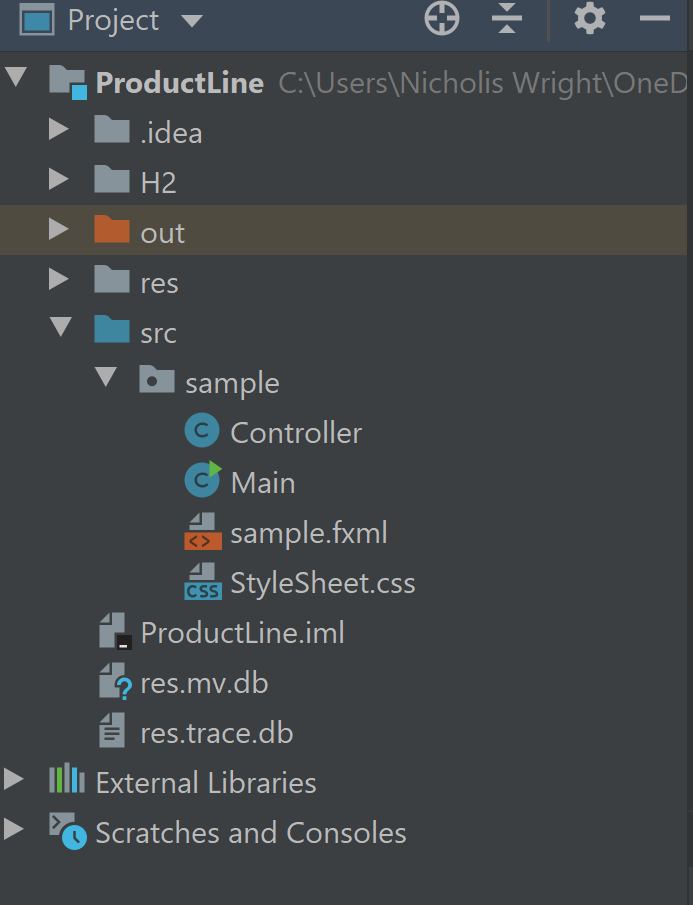 Project
ProductLine C:\Users\Nicholis Wright\OneD
.idea
H2
out
res
src
sample
C Controller
C Main
<> sample.fxml
CSS StyleSheet.css
ProductLine.iml
? res.mv.db
res.trace.db
External Libraries
Scratches and Consoles